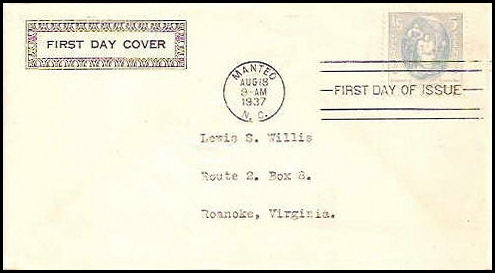 FIRST DAY COVER
MANTEO
AUG 18
9-AM
1937
N. C.
FIRST DAY OF ISSUE
Lewis S. Willis
Route 2. Box 8.
Roanoke, Virginia.